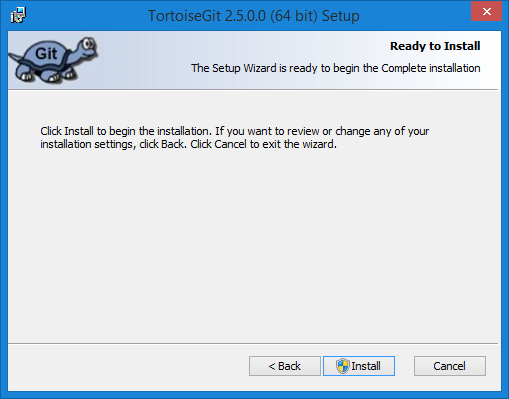 TortoiseGit 2.5.0.0 (64 bit) Setup
Git
Ready to Install
The Setup Wizard is ready to begin the Complete installation
Click Install to begin the installation. If you want to review or change any of your
installation settings, click Back. Click Cancel to exit the wizard.
< Back
Install
Cancel